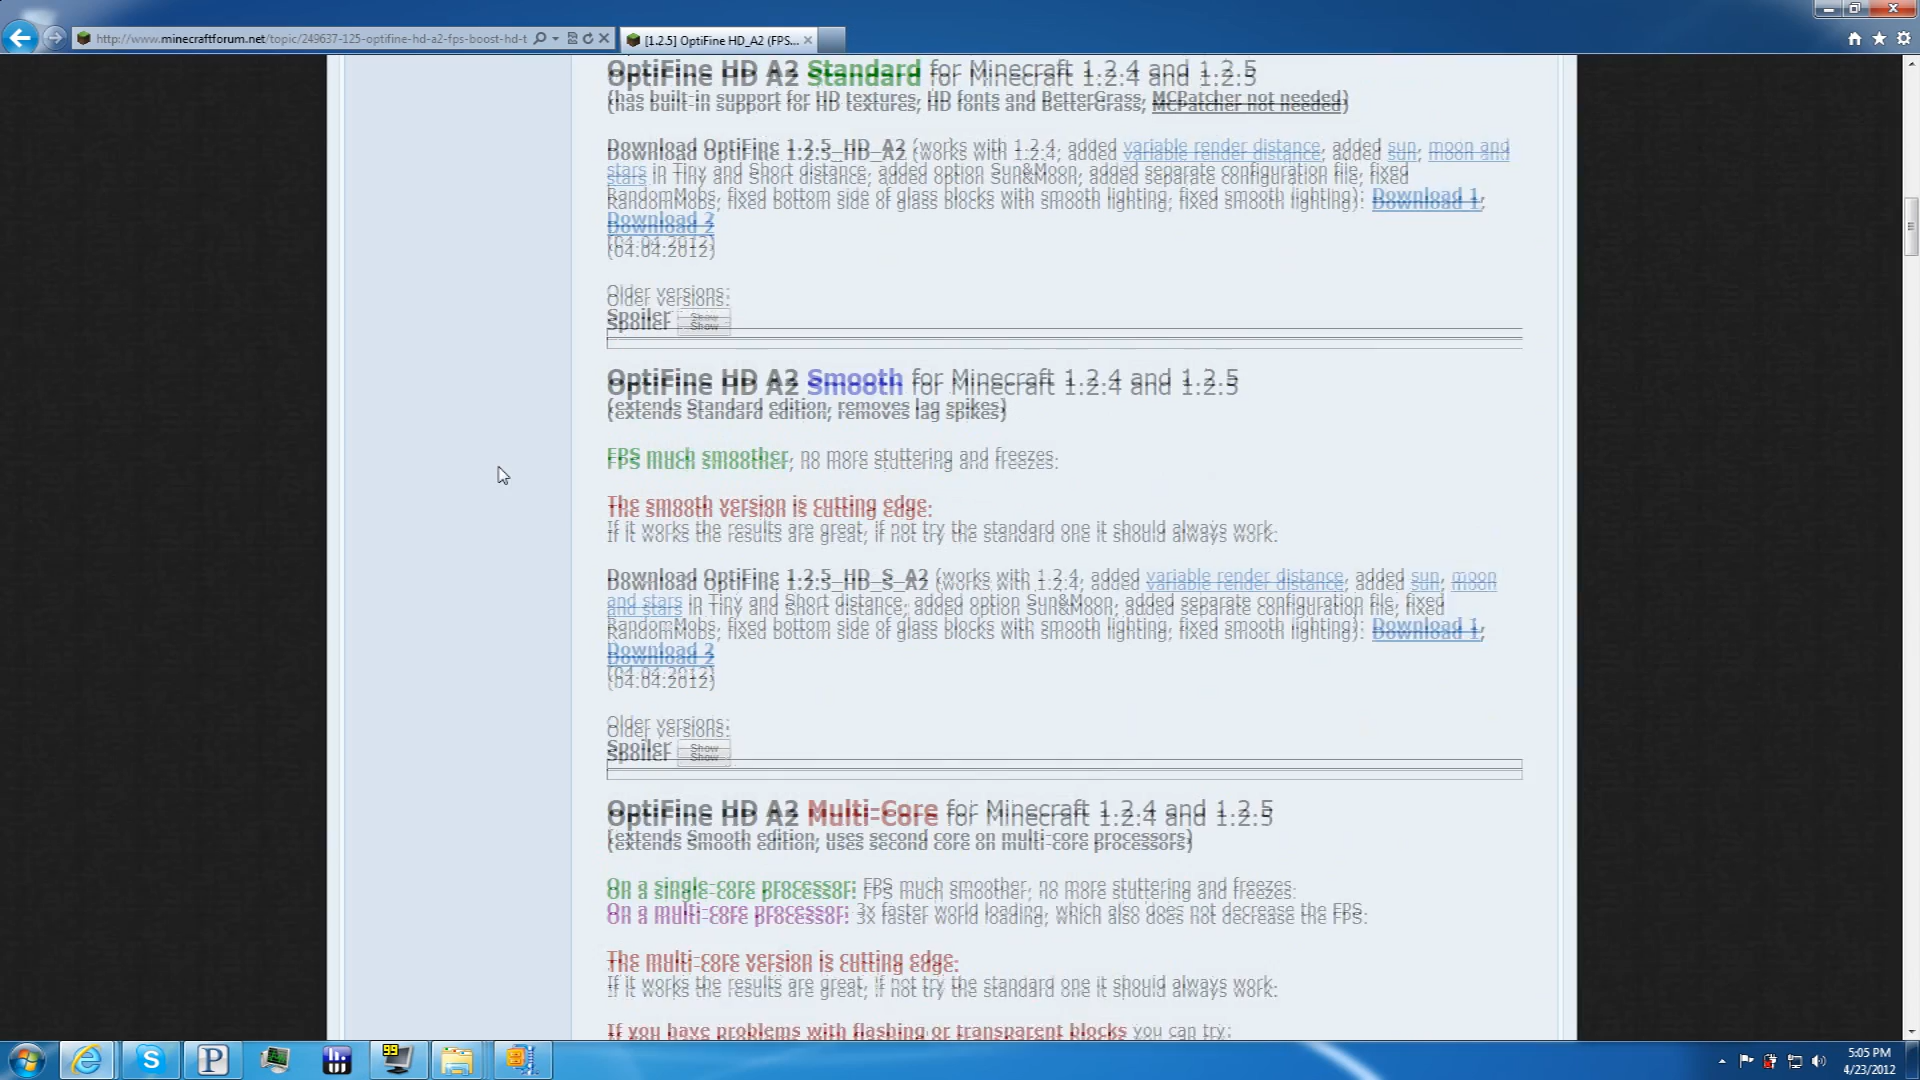 http://www.minecraftforum.net/topic/249637-125-optifine-hd-a2-fps-boost-hd-t
[1.2.5] OptiFine HD_A2 (FPS...
OptiFine HD A2 Standard for Minecraft 1.2.4 and 1.2.5
(has built-in support for HD textures, HD fonts and BetterGrass, MCPatcher not needed)
Download OptiFine 1.2.5_HD_A2 (works with 1.2.4, added variable render distance, added sun, moon and
stars in Tiny and Short distance, added option Sun&Moon, added separate configuration file, fixed
RandomMobs, fixed bottom side of glass blocks with smooth lighting, fixed smooth lighting): Download 1,
Download 2
(04.04.2012)
Older versions:
Spoiler Show
OptiFine HD A2 Smooth for Minecraft 1.2.4 and 1.2.5
(extends Standard edition, removes lag spikes)
FPS much smoother, no more stuttering and freezes.
The smooth version is cutting edge.
If it works the results are great, if not try the standard one it should always work.
Download OptiFine 1.2.5_HD_S_A2 (works with 1.2.4, added variable render distance, added sun, moon
and stars in Tiny and Short distance, added option Sun&Moon, added separate configuration file, fixed
RandomMobs, fixed bottom side of glass blocks with smooth lighting, fixed smooth lighting): Download 1,
Download 2
(04.04.2012)
Older versions:
Spoiler Show
OptiFine HD A2 Multi-Core for Minecraft 1.2.4 and 1.2.5
(extends Smooth edition, uses second core on multi-core processors)
On a single-core processor: FPS much smoother, no more stuttering and freezes.
On a multi-core processor: 3x faster world loading, which also does not decrease the FPS.
The multi-core version is cutting edge.
If it works the results are great, if not try the standard one it should always work.
If you have problems with flashing or transparent blocks you can try:
99
5:05 PM
4/23/2012